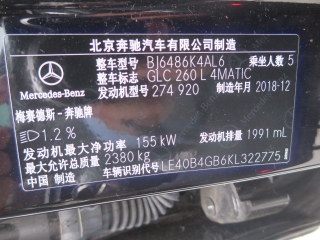 北京奔驰汽车有限公司制造
整车型号 BJ6486K4AL6 乘坐人数 5
整车标志 GLC 260 L 4MATIC
发动机型号 274 920 制造年月 2018-12
Mercedes-Benz
梅赛德斯－奔驰牌
1.2 %
发动机最大净功率 155 kW 发动机排量 1991 mL
最大允许总质量 2380 kg
中国 制造 车辆识别代号 LE40B4GB6KL322775